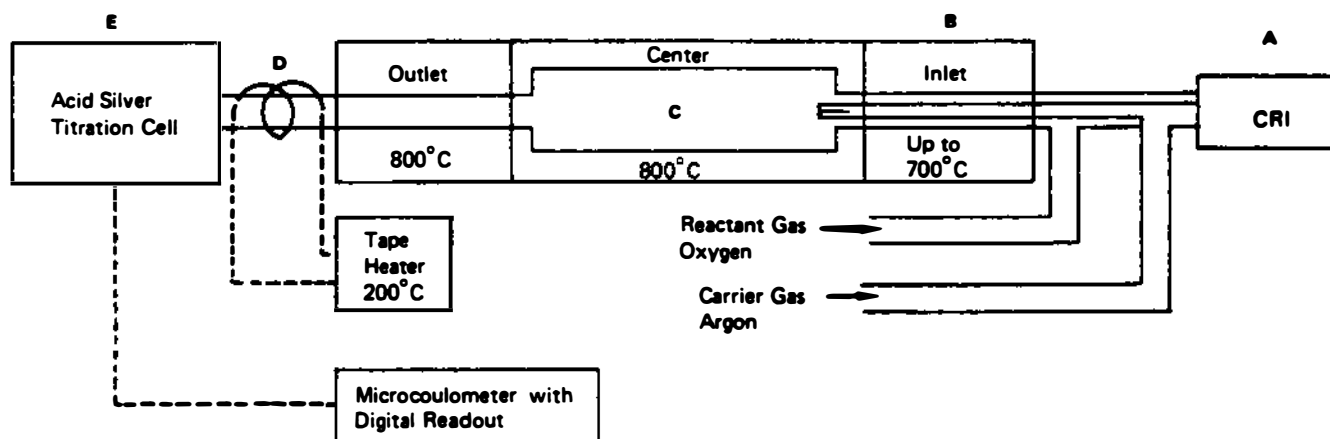 E
B
A
D
Outlet
Center
Inlet
Acid Silver
Titration Cell
C
CRI
800°C
800°C
Up to
700°C
Reactant Gas
Oxygen
Tape
Heater
200°C
Carrier Gas
Argon
Microcoulometer with
Digital Readout